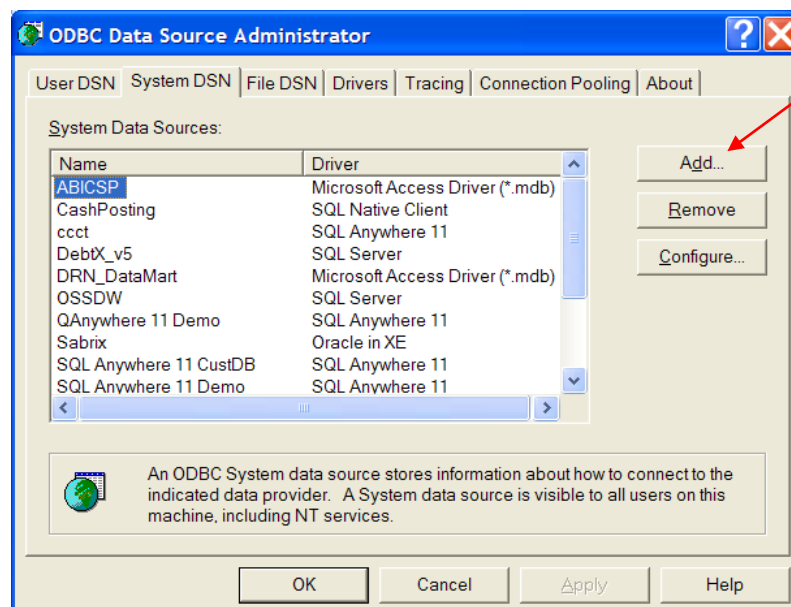 ODBC Data Source Administrator
User DSN System DSN File DSN Drivers Tracing Connection Pooling About
System Data Sources:
Name Driver
ABICSP Microsoft Access Driver (*.mdb)
CashPosting SQL Native Client
ccct SQL Anywhere 11
DebtX_v5 SQL Server
DRN_DataMart Microsoft Access Driver (*.mdb)
OSSDW SQL Server
QAnywhere 11 Demo SQL Anywhere 11
Sabrix Oracle in XE
SQL Anywhere 11 CustDB SQL Anywhere 11
SQL Anywhere 11 Demo SQL Anywhere 11
Add...
Remove
Configure...
An ODBC System data source stores information about how to connect to the
indicated data provider. A System data source is visible to all users on this
machine, including NT services.
OK Cancel Apply Help